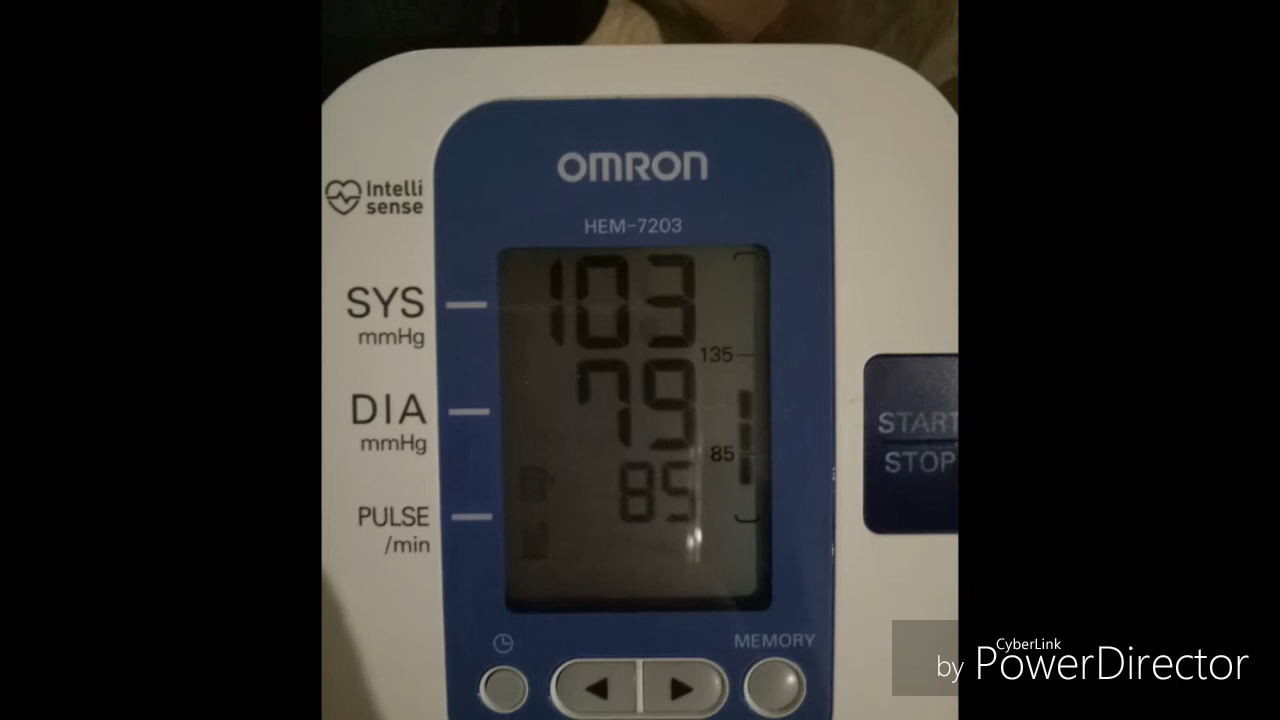 OMRON
Intelli
sense
HEM-7203
SYS
mmHg
103
135
DIA
mmHg
79
85
PULSE
/min
85
START
STOP
MEMORY
CyberLink
by PowerDirector